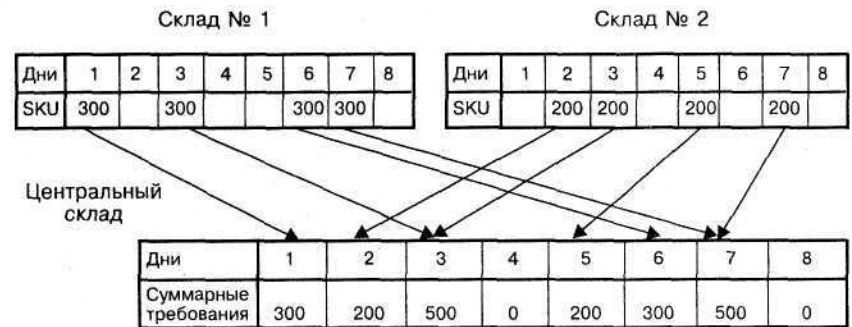 Склад № 1
Склад № 2
Дни 1 2 3 4 5 6 7 8
SKU 300 300 300 300
Дни 1 2 3 4 5 6 7 8
SKU 200 200 200 200
Центральный
склад
Дни 1 2 3 4 5 6 7 8
Суммарные
требования 300 200 500 0 200 300 500 0